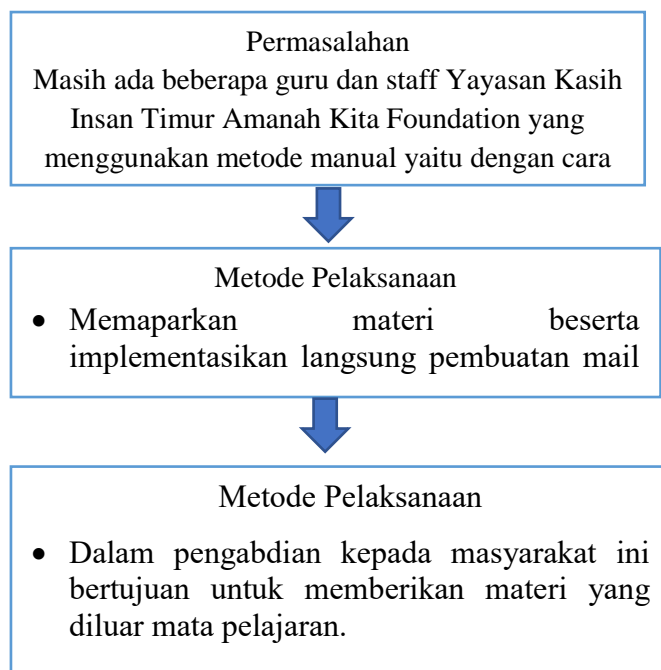 Permasalahan
Masih ada beberapa guru dan staff Yayasan Kasih
Insan Timur Amanah Kita Foundation yang
menggunakan metode manual yaitu dengan cara
Metode Pelaksanaan
• Memaparkan materi beserta
implementasikan langsung pembuatan mail
Metode Pelaksanaan
• Dalam pengabdian kepada masyarakat ini
bertujuan untuk memberikan materi yang
diluar mata pelajaran.